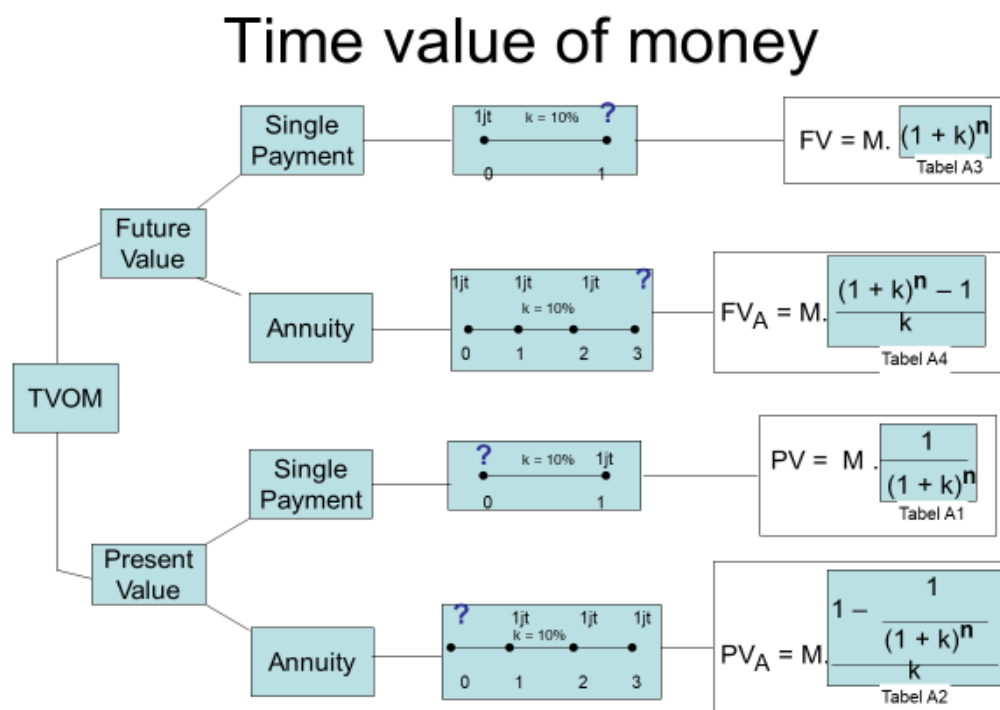 Time value of money
Single
Payment
1jt k = 10% ?
0 1
FV = M. (1 + k)ⁿ
Tabel A3
Future
Value
Annuity
1jt 1jt 1jt ?
k = 10%
0 1 2 3
FV_A = M. (1 + k)ⁿ – 1
k
Tabel A4
TVOM
Single
Payment
? k = 10% 1jt
0 1
PV = M . 1
(1 + k)ⁿ
Tabel A1
Present
Value
Annuity
? 1jt 1jt 1jt
k = 10%
0 1 2 3
PV_A = M. 1 – 1
(1 + k)ⁿ
k
Tabel A2